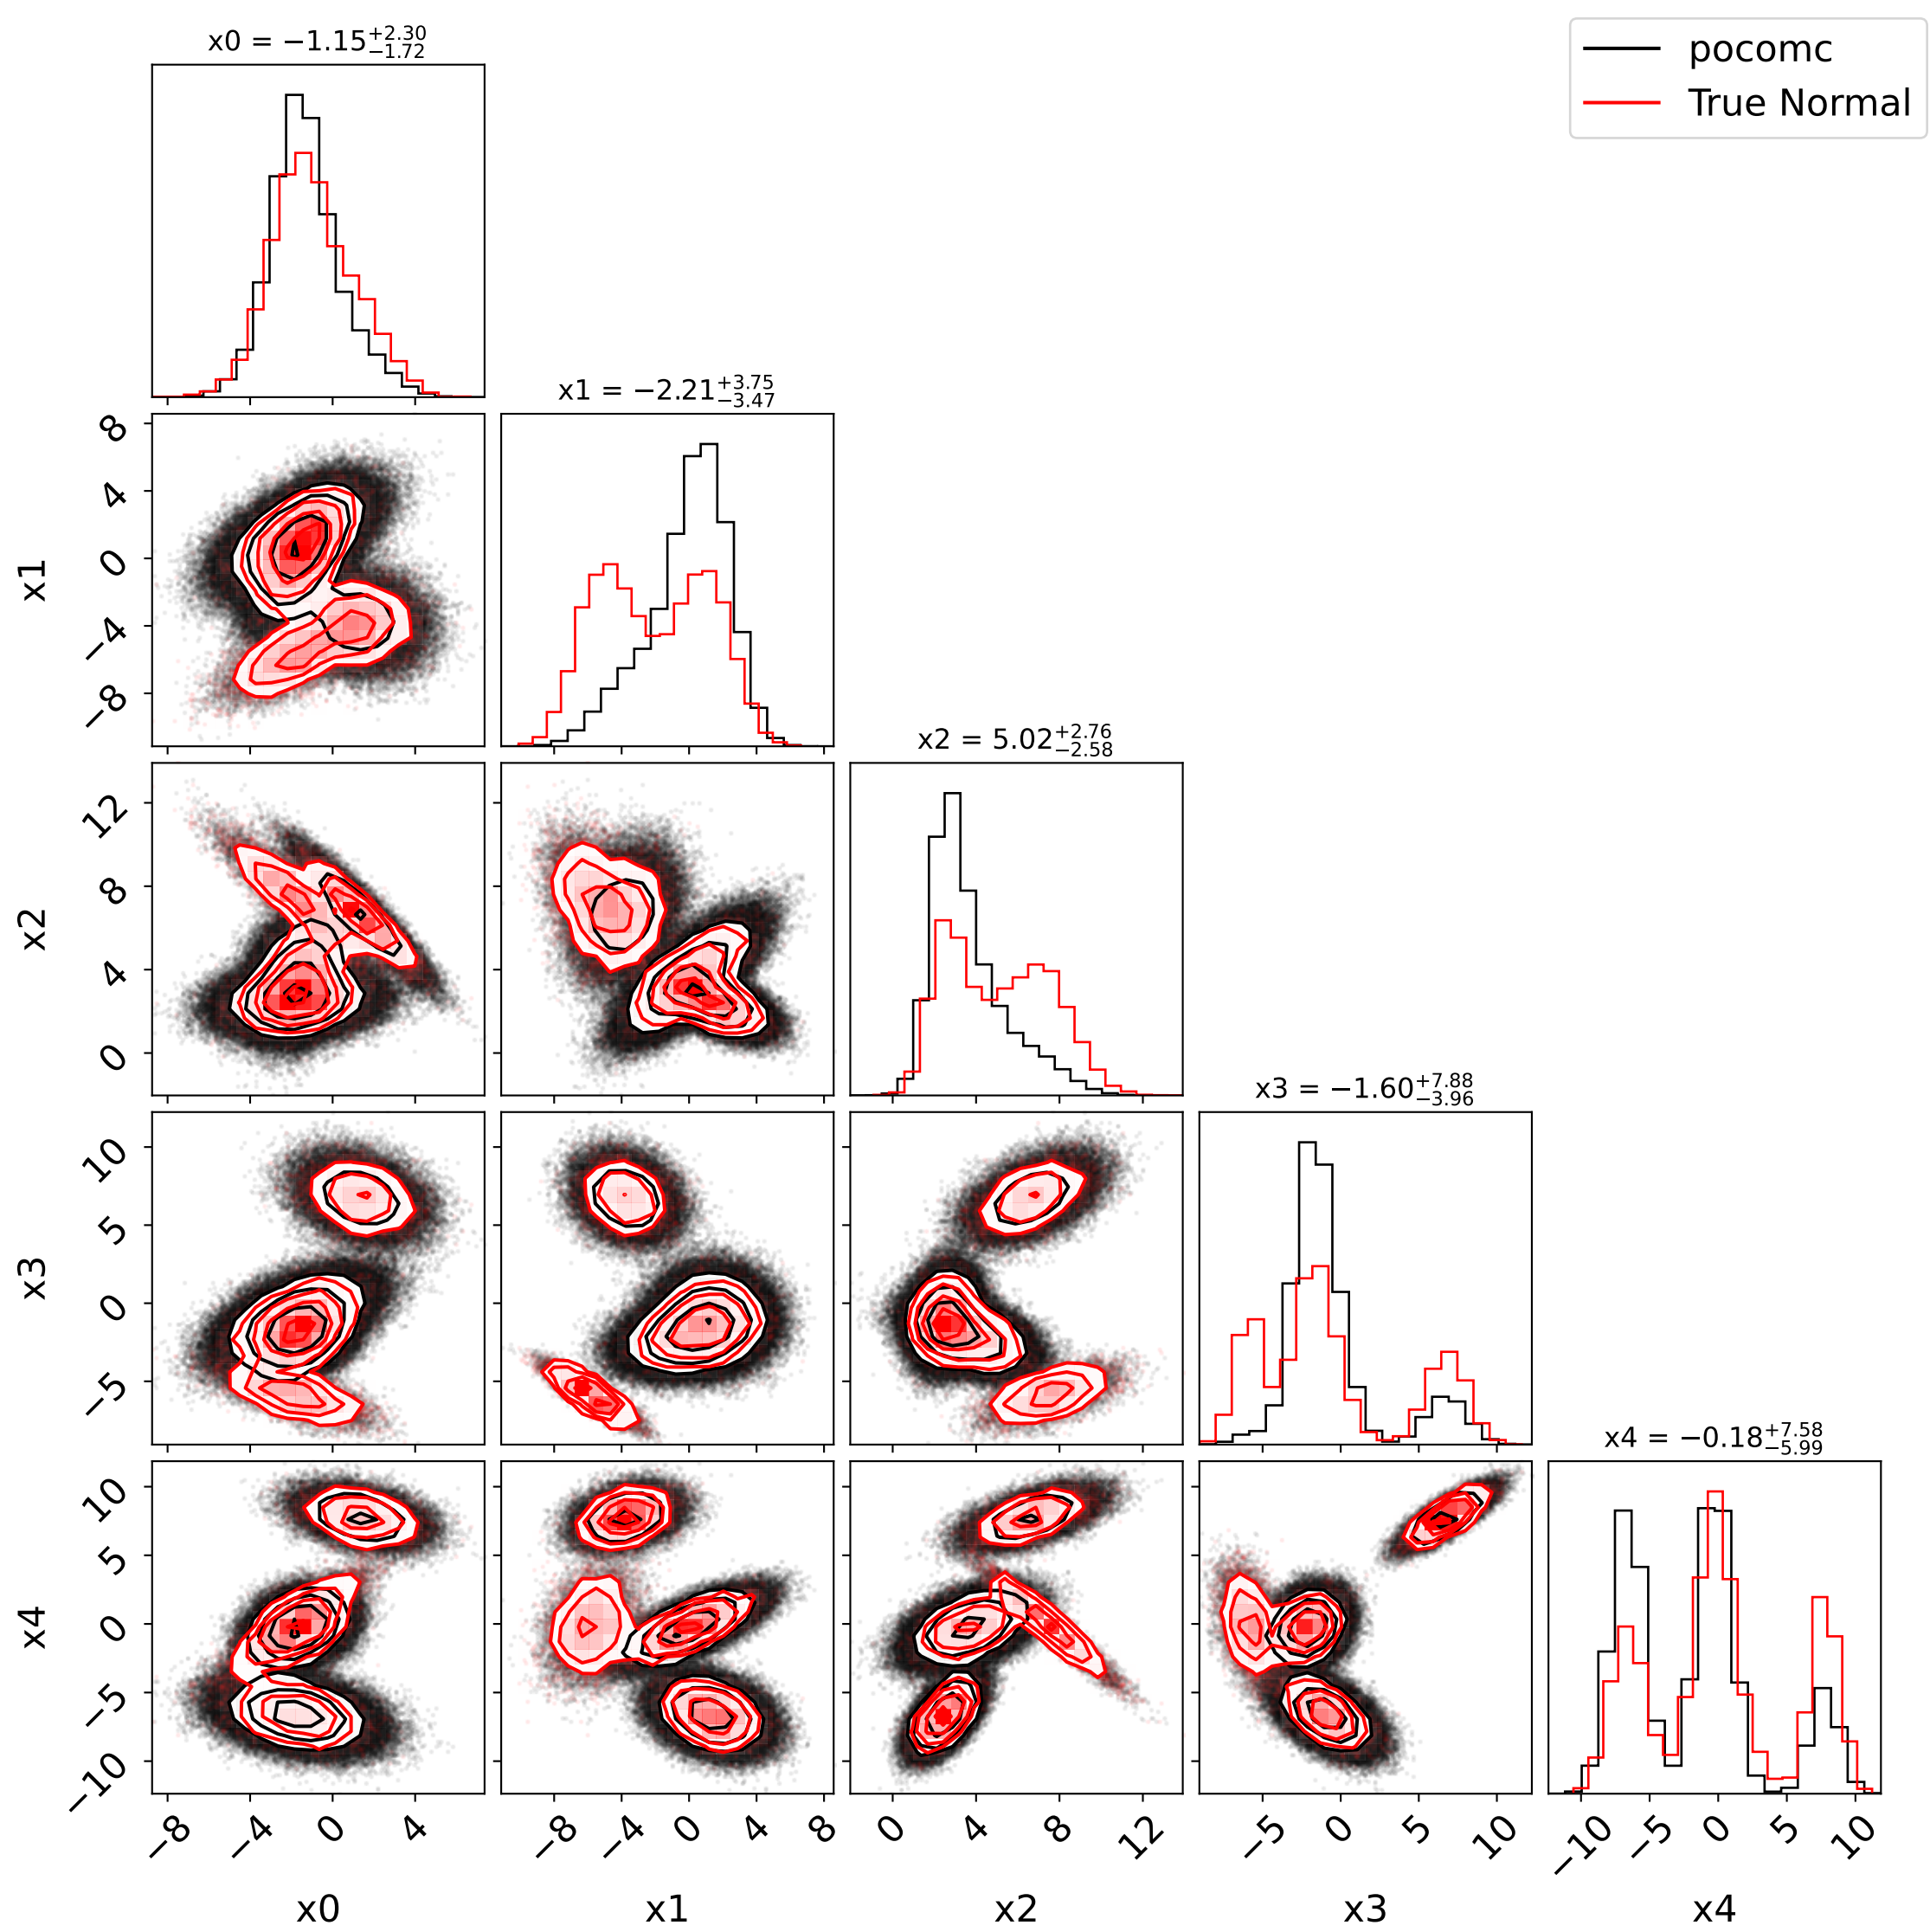 pocomc
True Normal
x0 = −1.15 +2.30 −1.72
x1 = −2.21 +3.75 −3.47
x2 = 5.02 +2.76 −2.58
x3 = −1.60 +7.88 −3.96
x4 = −0.18 +7.58 −5.99
8
4
0
−4
−8
x1
12
8
4
0
x2
10
5
0
−5
x3
10
5
0
−5
−10
x4
−8 −4 0 4
−8 −4 0 4 8
0 4 8 12
−5 0 5 10
−10 −5 0 5 10
x0 x1 x2 x3 x4